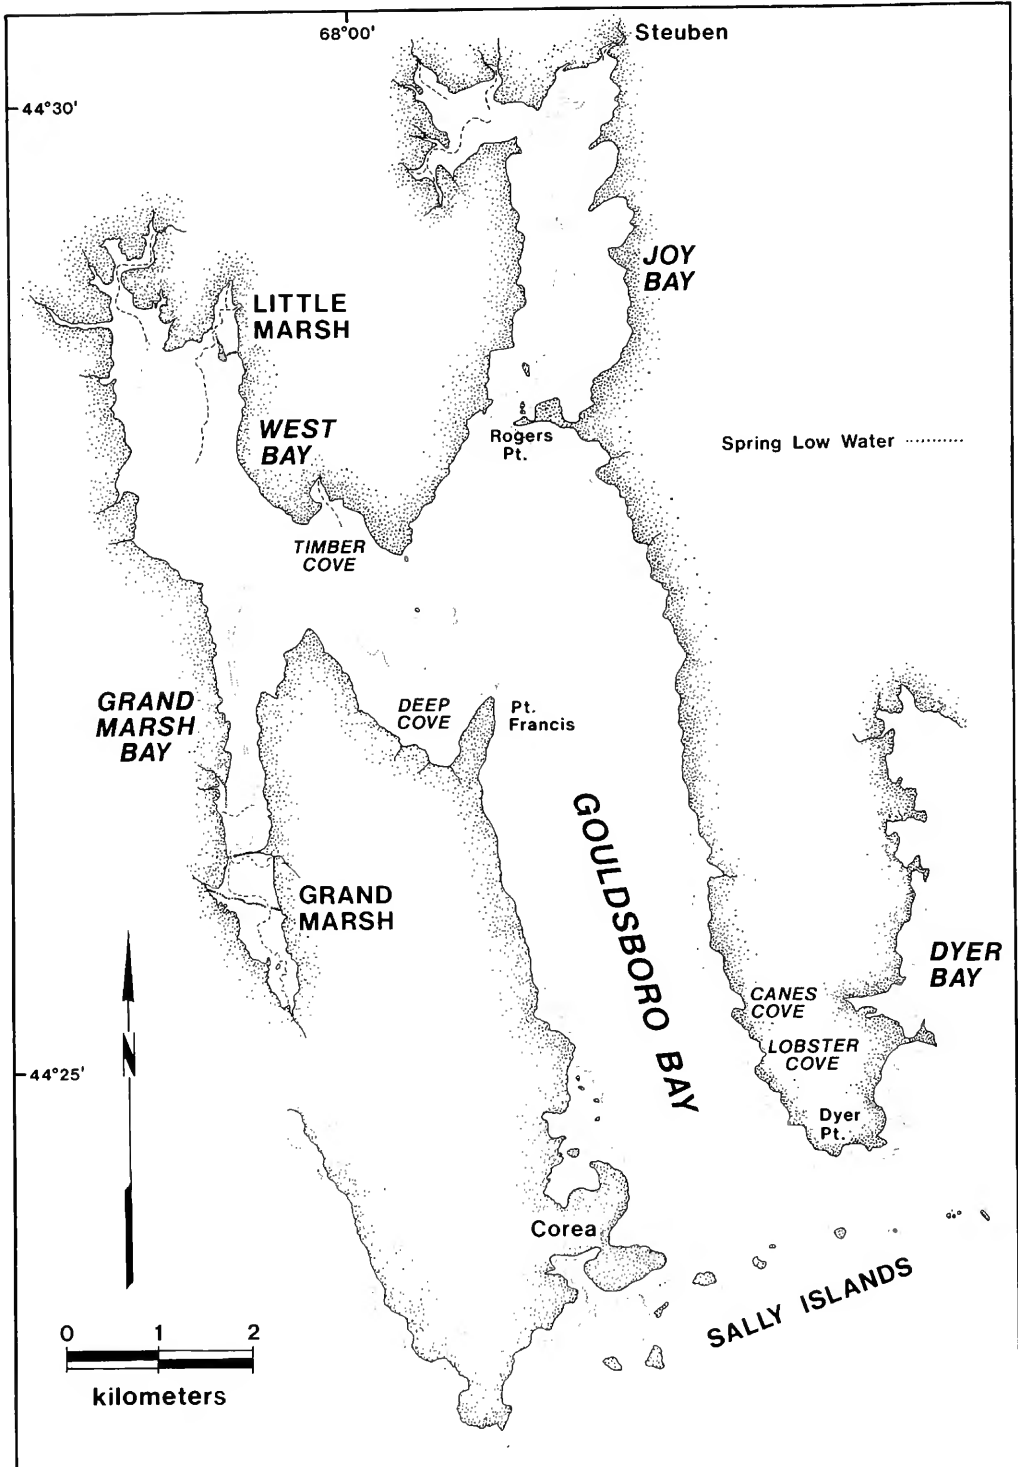 68°00'
Steuben
44°30'
JOY
BAY
LITTLE
MARSH
WEST
BAY
Rogers
Pt.
Spring Low Water
TIMBER
COVE
GRAND
MARSH
BAY
DEEP
COVE
Pt.
Francis
GOULDSBORO BAY
GRAND
MARSH
DYER
BAY
CANES
COVE
LOBSTER
COVE
N
44°25'
Dyer
Pt.
Corea
SALLY ISLANDS
0 1 2
kilometers